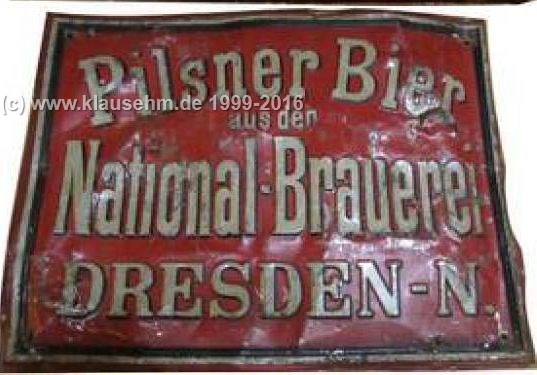 Pilsner Bier
(c) www.klausehm.de 1999-2016
aus der
National-Brauerei
DRESDEN-N.